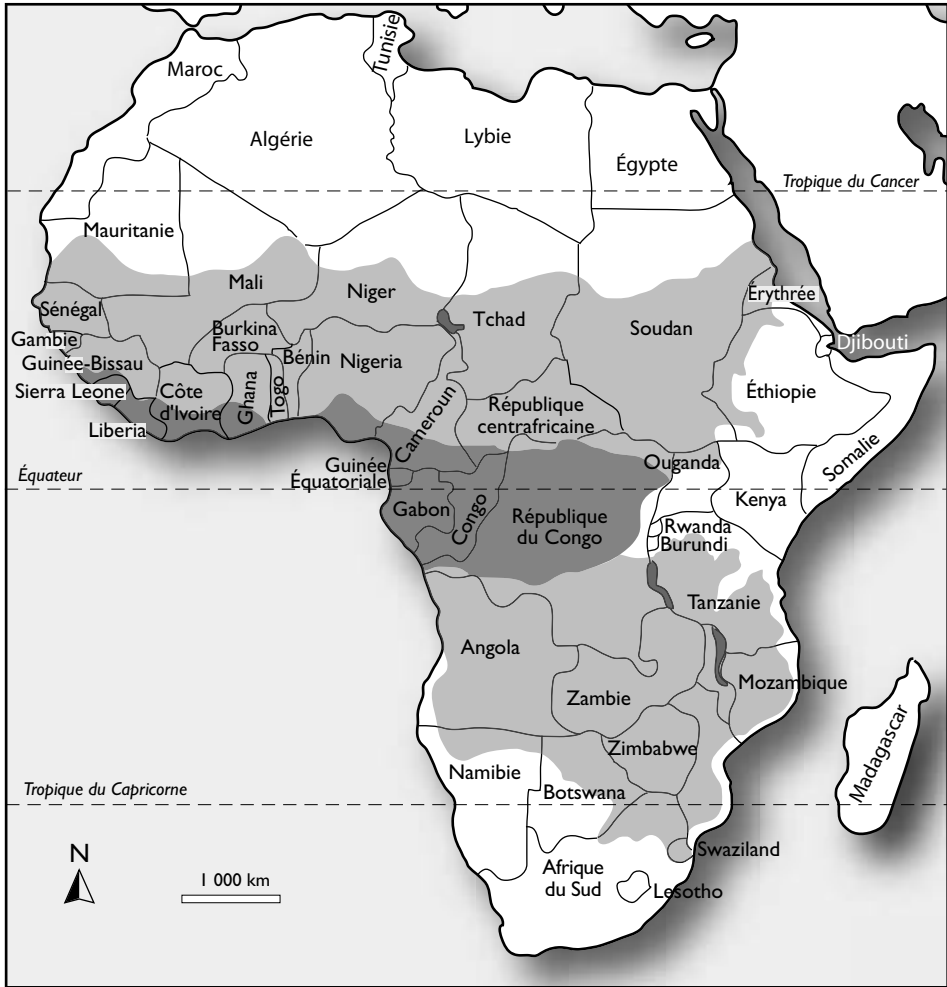 Tunisie
Maroc
Algérie
Lybie
Égypte
Tropique du Cancer
Mauritanie
Mali
Niger
Tchad
Soudan
Érythrée
Sénégal
Gambie
Burkina
Fasso
Bénin
Nigeria
Djibouti
Guinée-Bissau
Sierra Leone
Côte
d'Ivoire
Ghana
Togo
Liberia
Cameroun
République
centrafricaine
Éthiopie
Somalie
Équateur
Guinée
Équatoriale
Ouganda
Kenya
Gabon
Congo
République
du Congo
Rwanda
Burundi
Tanzanie
Angola
Zambie
Mozambique
Zimbabwe
Madagascar
Namibie
Botswana
Tropique du Capricorne
Swaziland
N
1 000 km
Afrique
du Sud
Lesotho